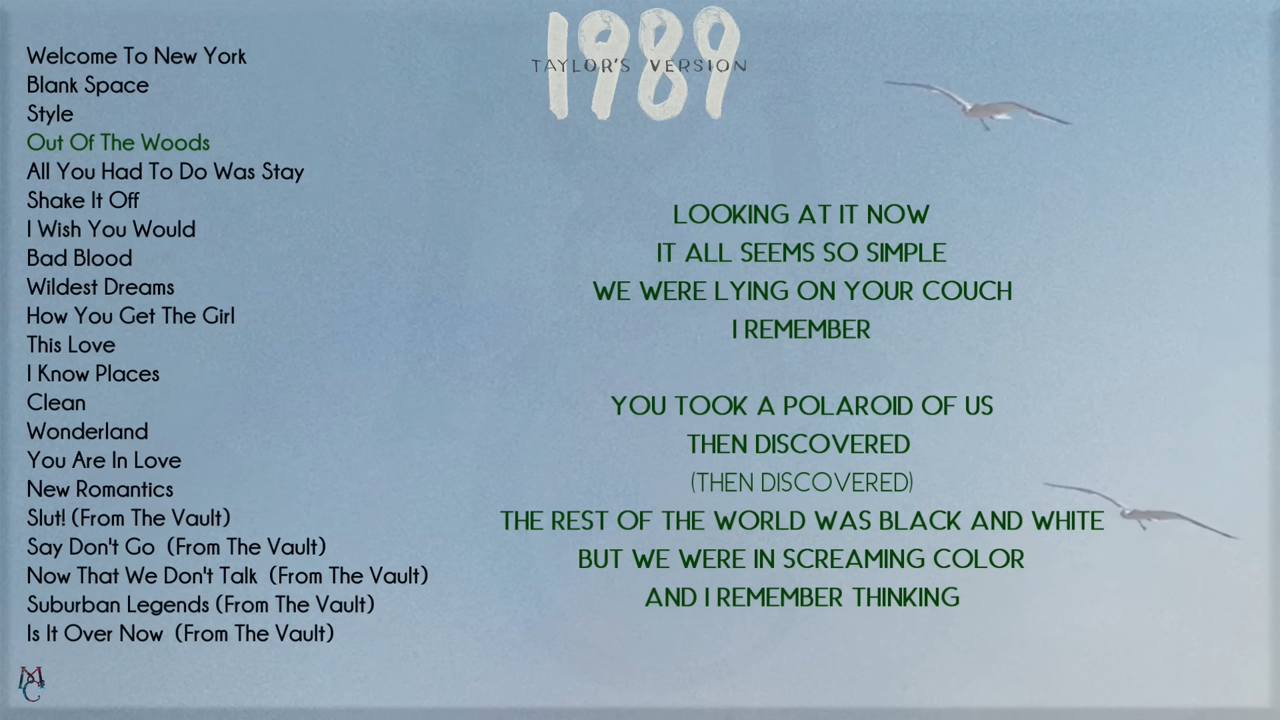 1989
TAYLOR'S VERSION
Welcome To New York
Blank Space
Style
Out Of The Woods
All You Had To Do Was Stay
Shake It Off
I Wish You Would
Bad Blood
Wildest Dreams
How You Get The Girl
This Love
I Know Places
Clean
Wonderland
You Are In Love
New Romantics
Slut! (From The Vault)
Say Don't Go (From The Vault)
Now That We Don't Talk (From The Vault)
Suburban Legends (From The Vault)
Is It Over Now (From The Vault)
LOOKING AT IT NOW
IT ALL SEEMS SO SIMPLE
WE WERE LYING ON YOUR COUCH
I REMEMBER
YOU TOOK A POLAROID OF US
THEN DISCOVERED
(THEN DISCOVERED)
THE REST OF THE WORLD WAS BLACK AND WHITE
BUT WE WERE IN SCREAMING COLOR
AND I REMEMBER THINKING